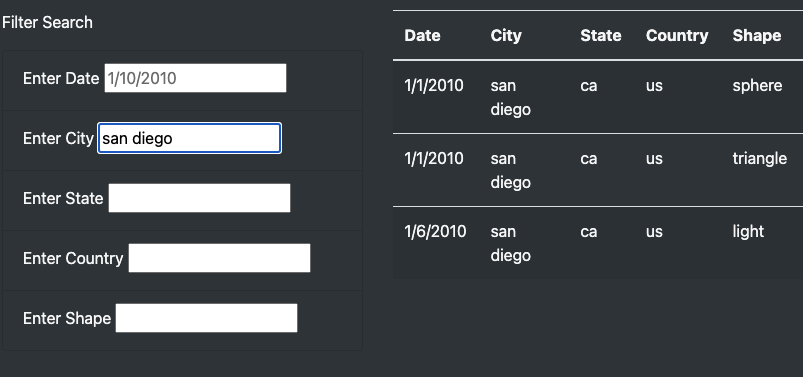 Filter Search
Enter Date 1/10/2010
Enter City san diego
Enter State
Enter Country
Enter Shape
Date City State Country Shape
1/1/2010 san diego ca us sphere
1/1/2010 san diego ca us triangle
1/6/2010 san diego ca us light